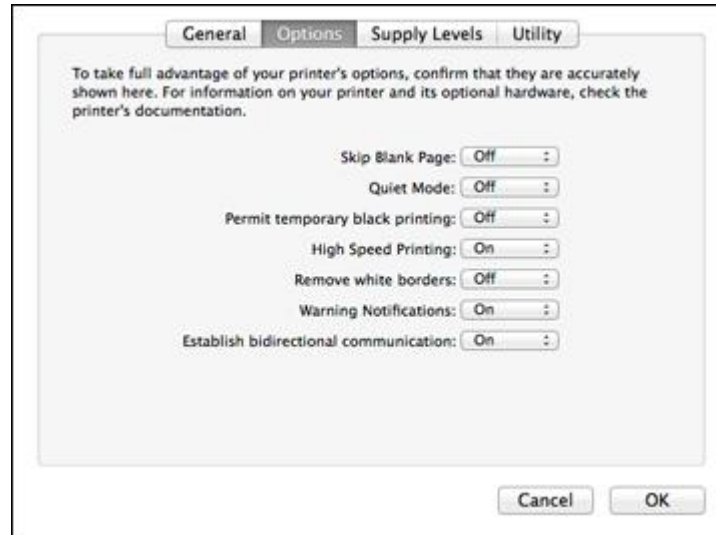 General Options Supply Levels Utility
To take full advantage of your printer's options, confirm that they are accurately
shown here. For information on your printer and its optional hardware, check the
printer's documentation.
Skip Blank Page: Off
Quiet Mode: Off
Permit temporary black printing: Off
High Speed Printing: On
Remove white borders: Off
Warning Notifications: On
Establish bidirectional communication: On
Cancel OK